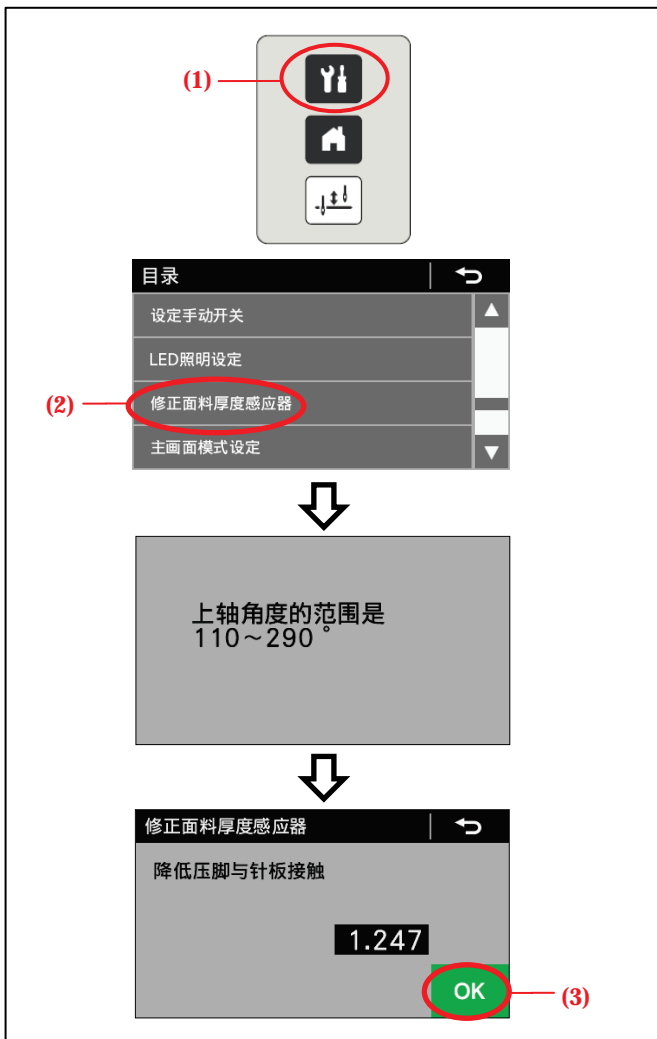 (1)
目录
设定手动开关
LED照明设定
(2)
修正面料厚度感应器
主画面模式设定
上轴角度的范围是
110～290°
修正面料厚度感应器
降低压脚与针板接触
1.247
OK
(3)